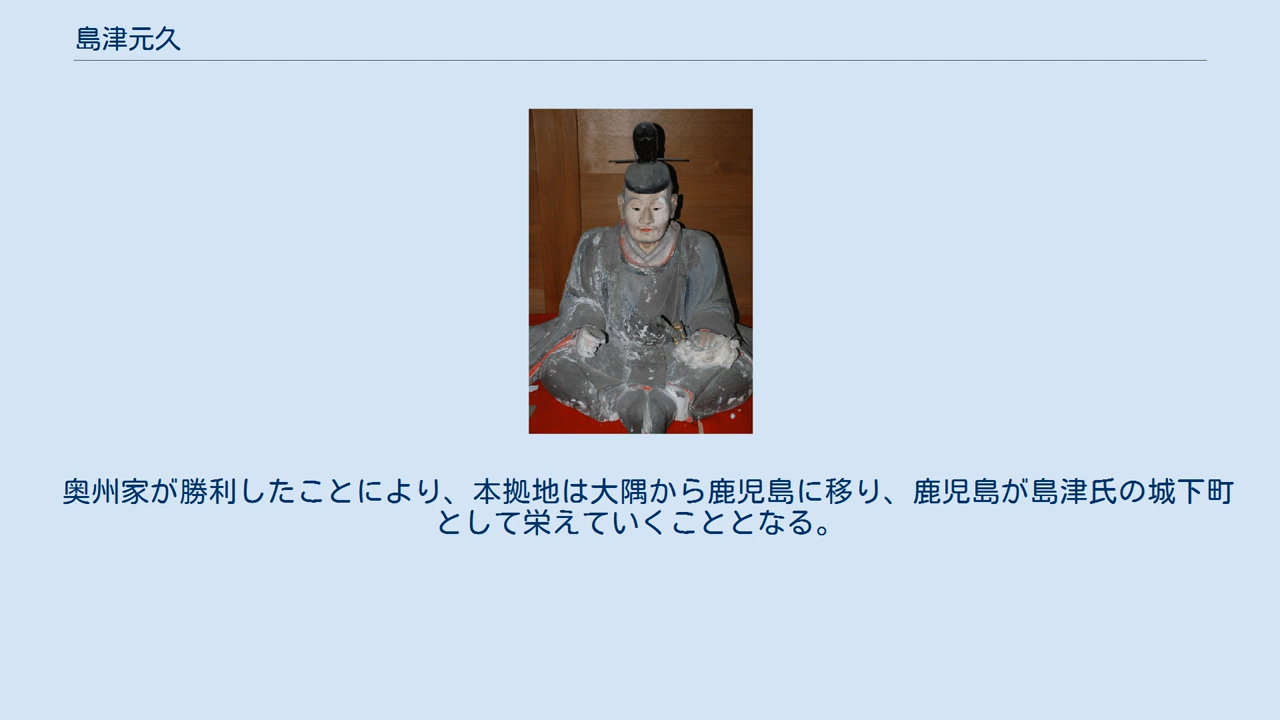 島津元久
奥州家が勝利したことにより、本拠地は大隅から鹿児島に移り、鹿児島が島津氏の城下町
として栄えていくこととなる。